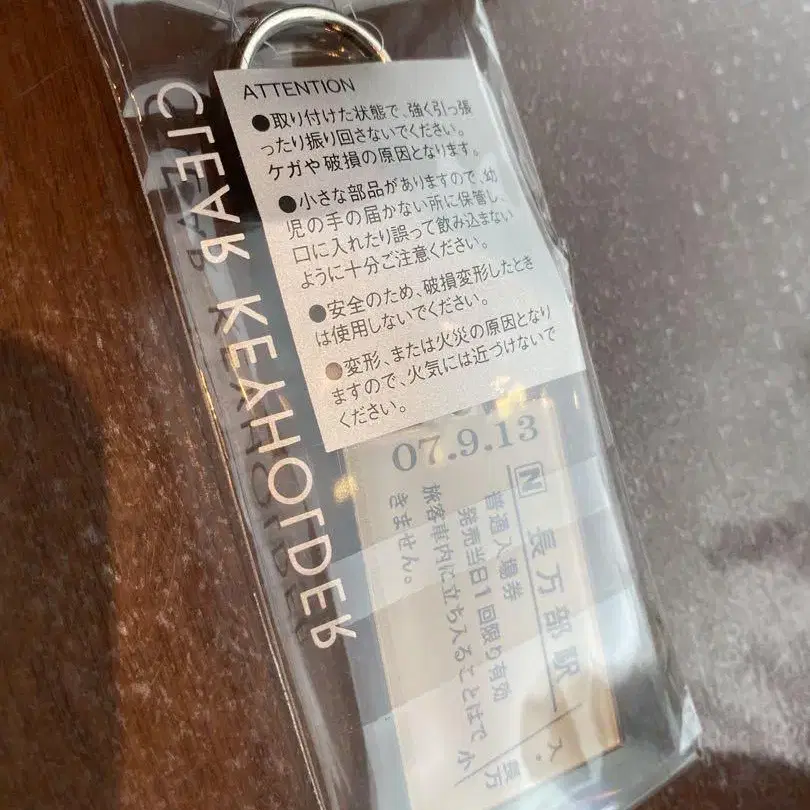 ATTENTION
●取り付けた状態で、強く引っ張
ったり振り回さないでください。
ケガや破損の原因となります。
●小さな部品がありますので、幼
児の手の届かない所に保管し、
口に入れたり誤って飲み込まない
ように十分ご注意ください。
●安全のため、破損変形したとき
は使用しないでください。
●変形、または火災の原因となり
ますので、火気には近づけないで
ください。
CLEAR KEYHOLDER
07.9.13
N 長万部駅
入
普通入場券
発売当日1回限り有効
旅客車内に立ち入ることはで
きません。
長万
小